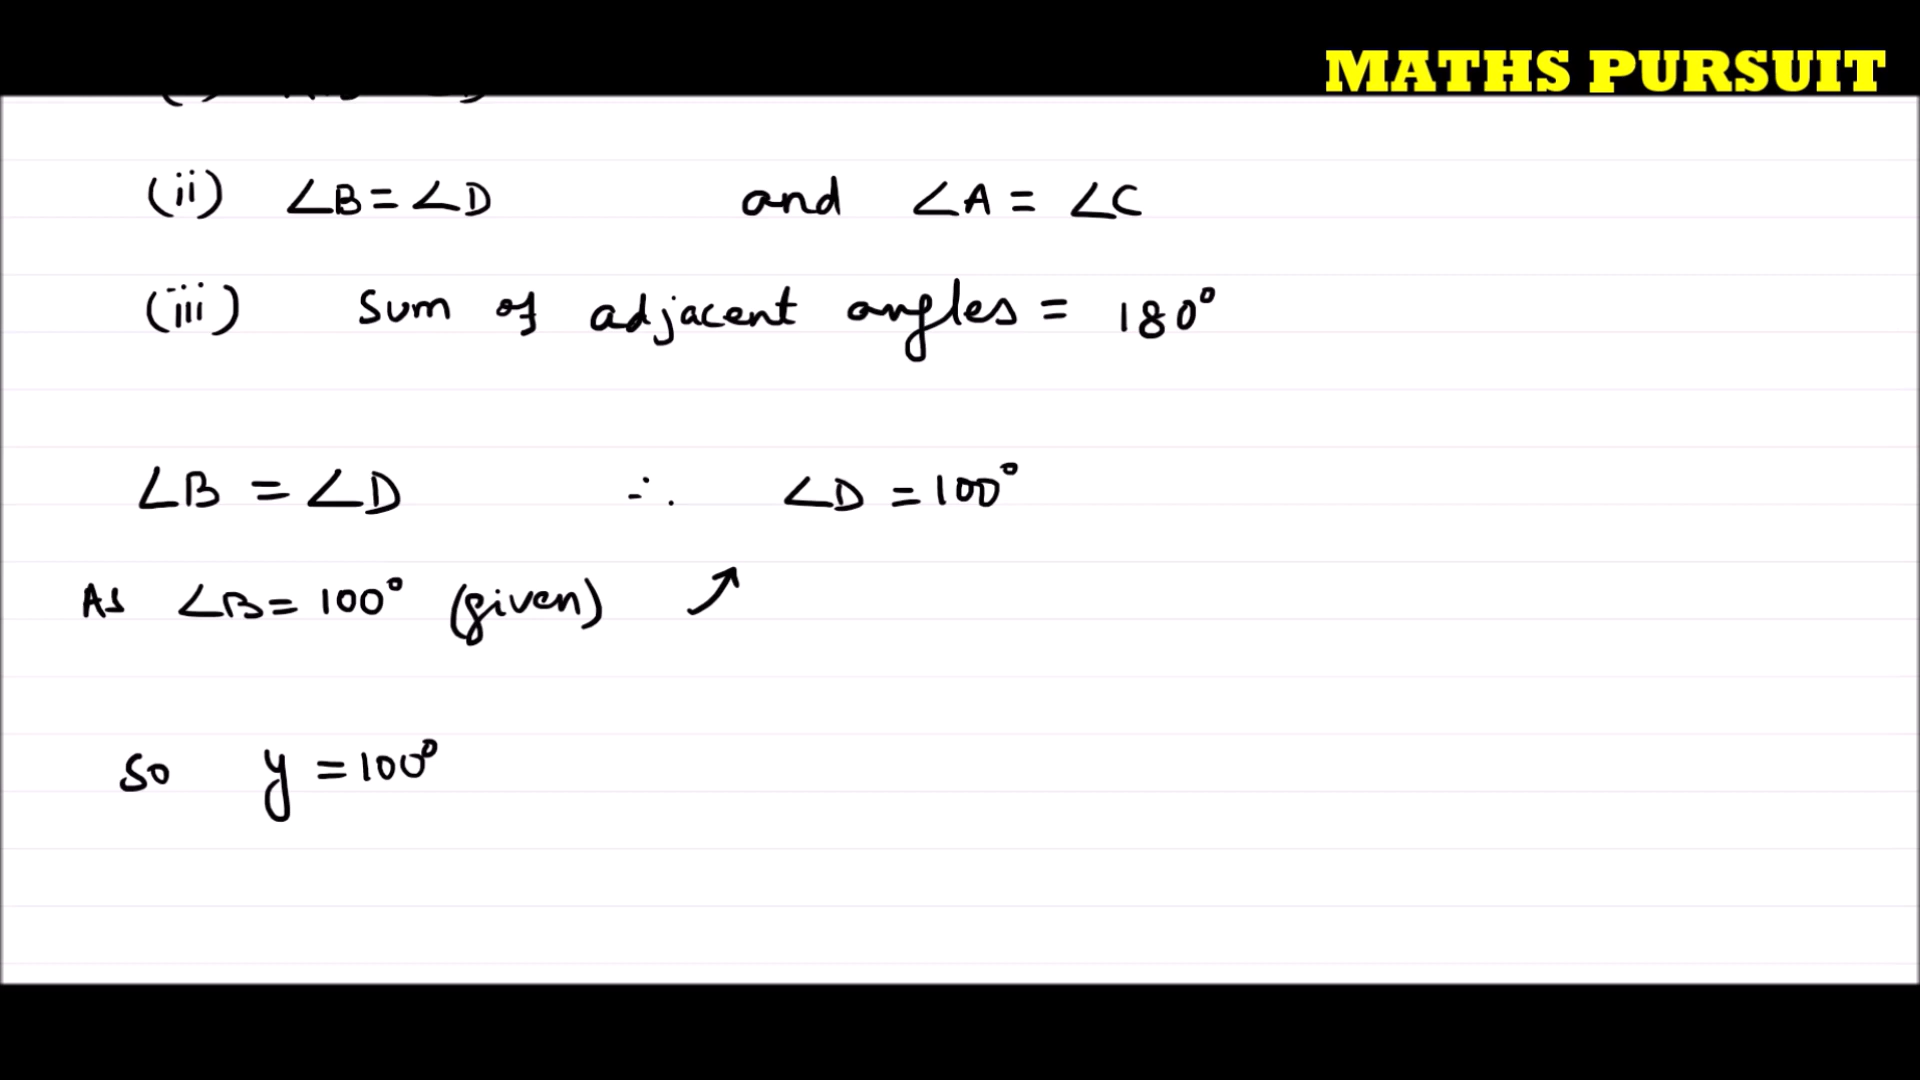 MATHS PURSUIT
(ii) ∠B = ∠D and ∠A = ∠C
(iii) Sum of adjacent angles = 180°
∠B = ∠D ∴ ∠D = 100°
As ∠B = 100° (given) ↗
So y = 100°